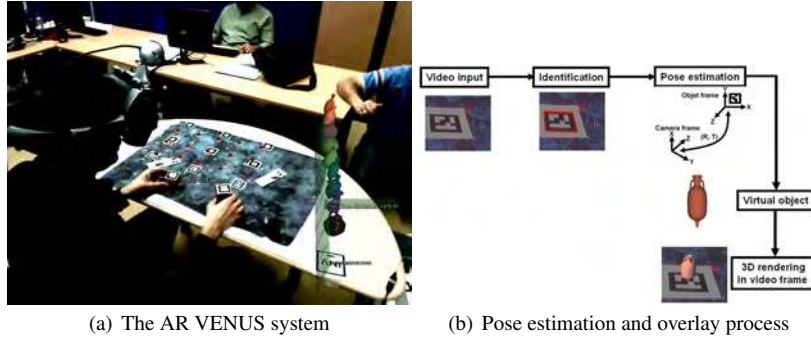 Video input
Identification
Pose estimation
Objet frame
Y
X
Z
Camera frame
X
Z
(R, T)
Y
Virtual object
3D rendering
in video frame
(a) The AR VENUS system
(b) Pose estimation and overlay process